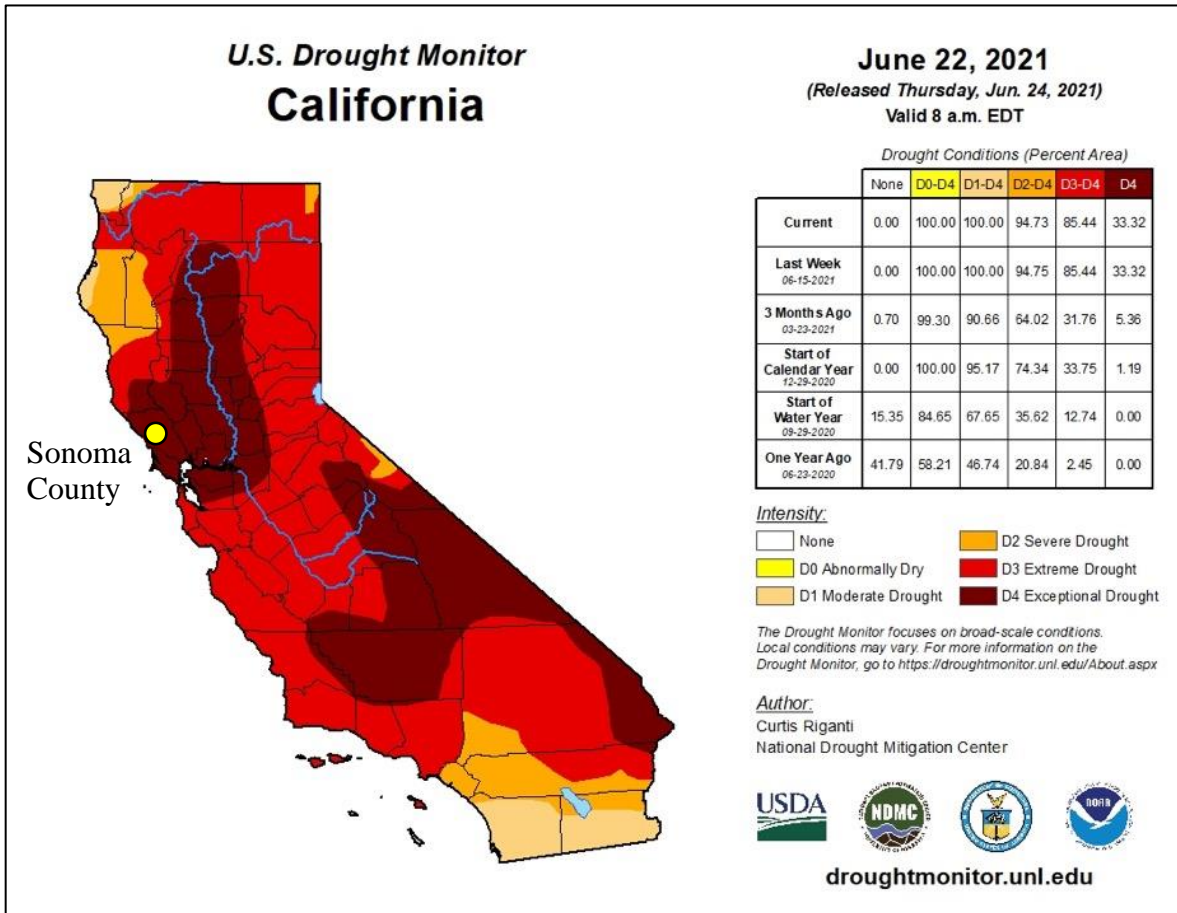 U.S. Drought Monitor
California
June 22, 2021
(Released Thursday, Jun. 24, 2021)
Valid 8 a.m. EDT
Drought Conditions (Percent Area)
None D0-D4 D1-D4 D2-D4 D3-D4 D4
Current 0.00 100.00 100.00 94.73 85.44 33.32
Last Week
06-15-2021
0.00 100.00 100.00 94.75 85.44 33.32
3 Months Ago
03-23-2021
0.70 99.30 90.66 64.02 31.76 5.36
Start of
Calendar Year
12-29-2020
0.00 100.00 95.17 74.34 33.75 1.19
Start of
Water Year
09-29-2020
15.35 84.65 67.65 35.62 12.74 0.00
One Year Ago
06-23-2020
41.79 58.21 46.74 20.84 2.45 0.00
Sonoma
County
Intensity:
None
D0 Abnormally Dry
D1 Moderate Drought
D2 Severe Drought
D3 Extreme Drought
D4 Exceptional Drought
The Drought Monitor focuses on broad-scale conditions.
Local conditions may vary. For more information on the
Drought Monitor, go to https://droughtmonitor.unl.edu/About.aspx
Author:
Curtis Riganti
National Drought Mitigation Center
USDA
NDMC
NOAA
droughtmonitor.unl.edu